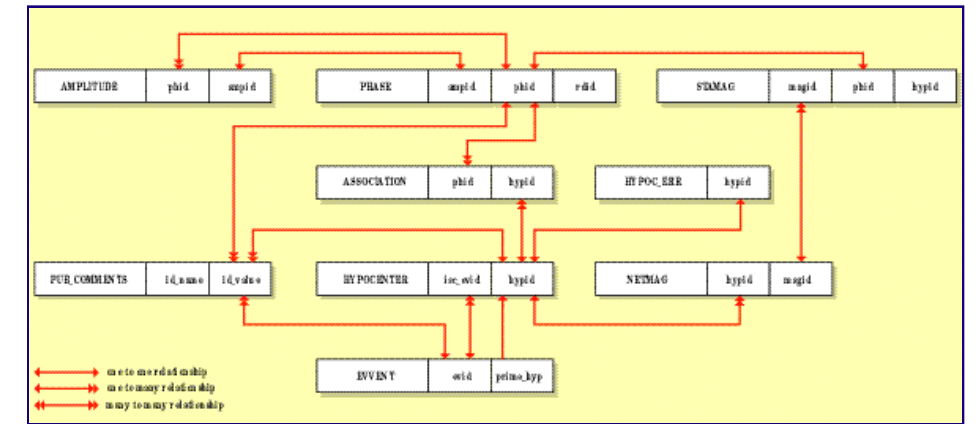 AMPLITUDE phid ampid
PHASE ampid phid rdid
STAMAG magid phid hypid
ASSOCIATION phid hypid
HYPOC_ERR hypid
PUB_COMMENTS id_name id_value
HYPOCENTER isc_evid hypid
NETMAG hypid magid
EVVENT evid prime_hyp
one to one relationship
one to many relationship
many to many relationship